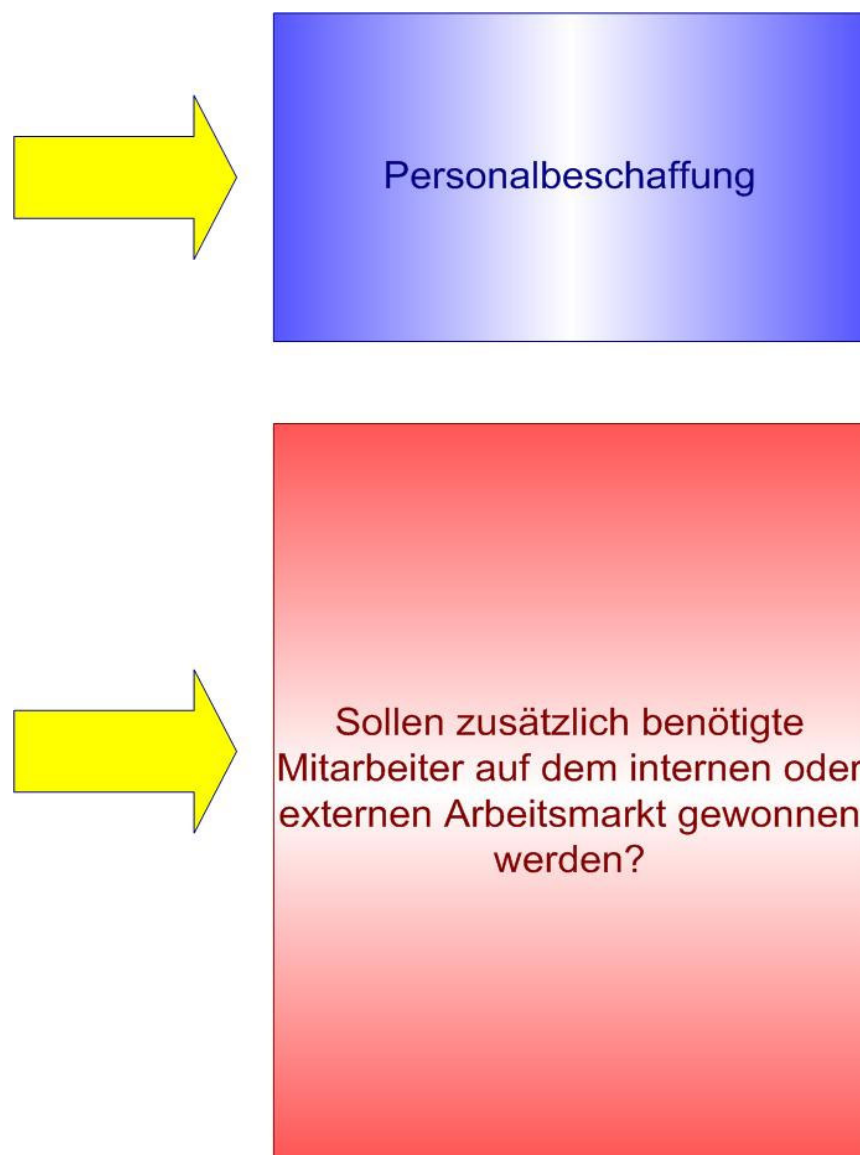 Personalbeschaffung
Sollen zusätzlich benötigte
Mitarbeiter auf dem internen oder
externen Arbeitsmarkt gewonnen
werden?